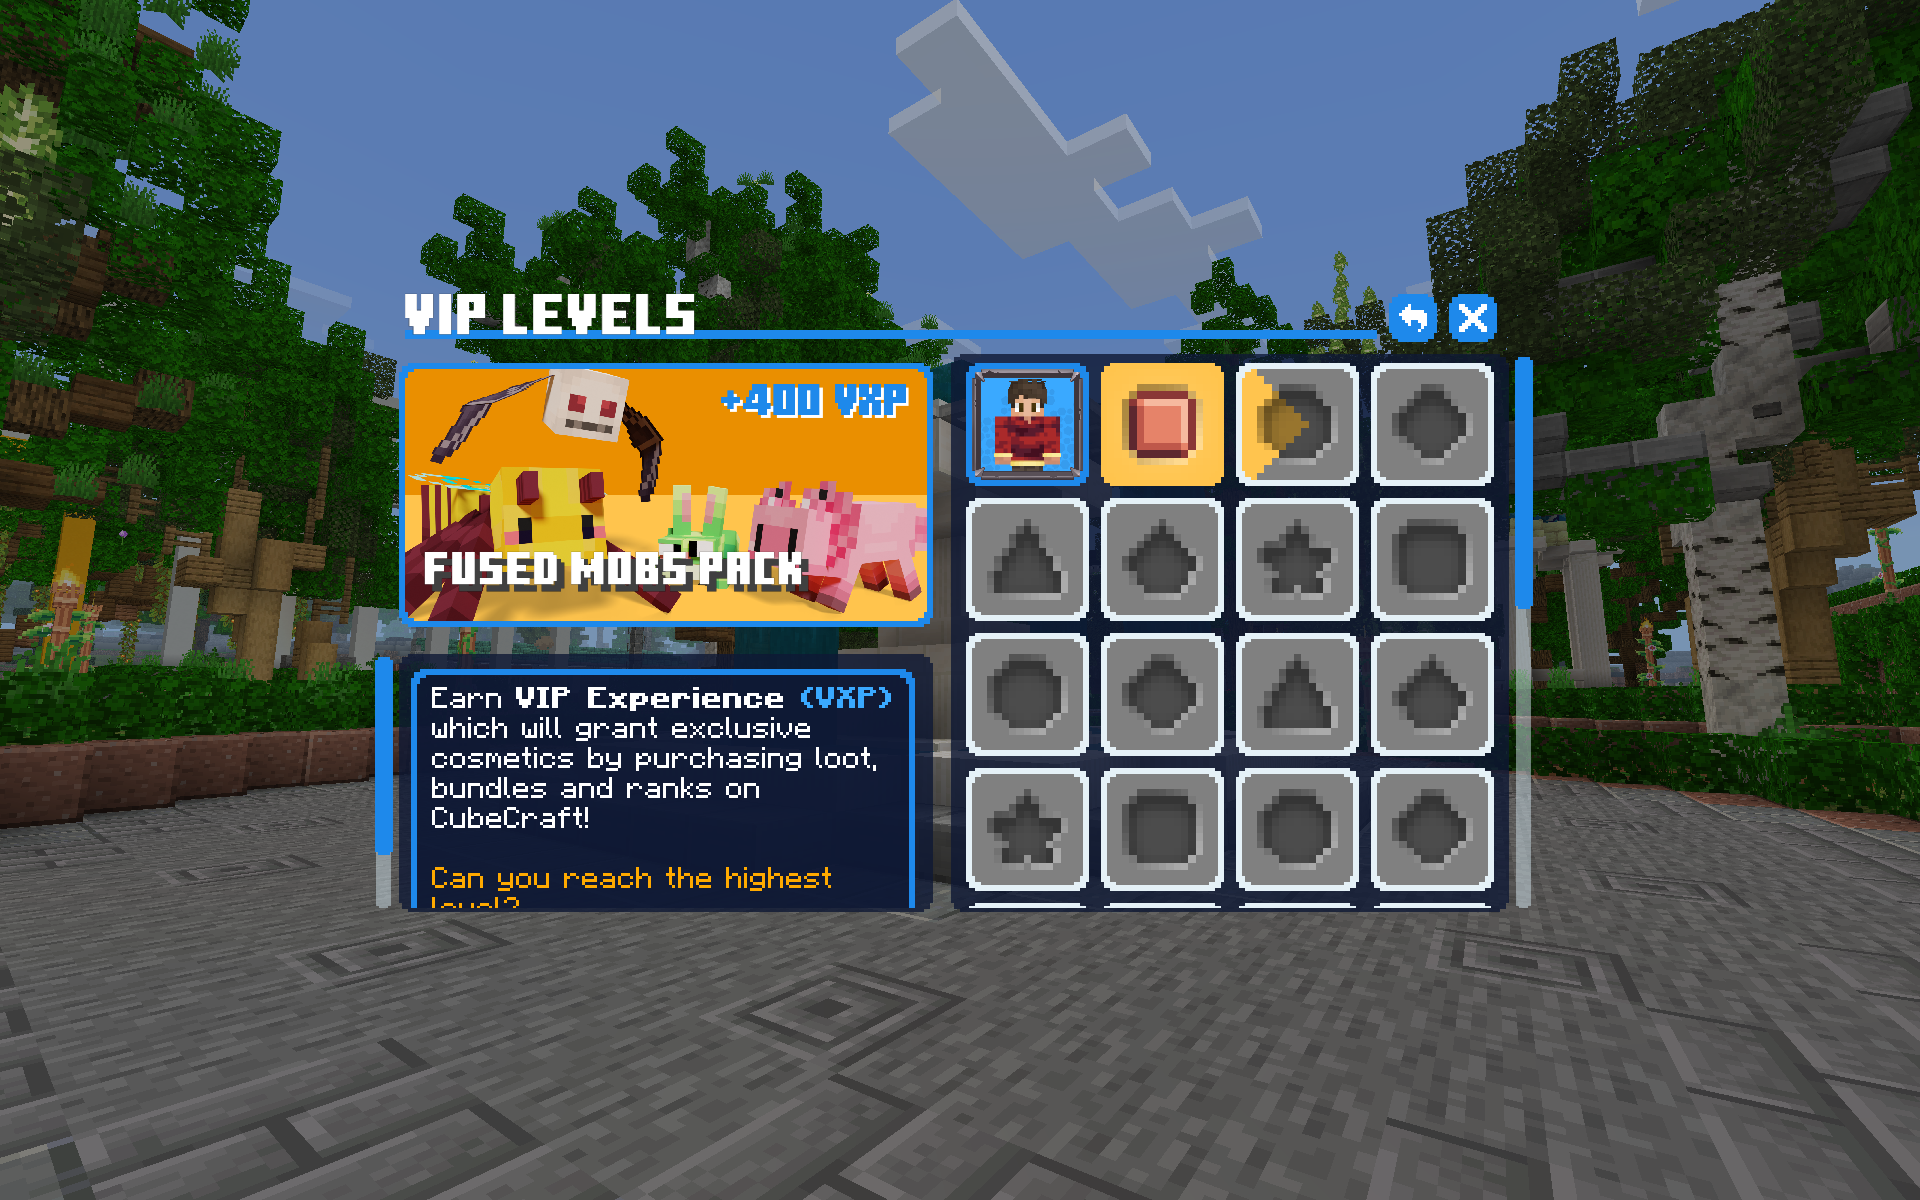 VIP LEVELS
+400 VXP
FUSED MOBS PACK
Earn VIP Experience (VXP)
which will grant exclusive
cosmetics by purchasing loot,
bundles and ranks on
CubeCraft!
Can you reach the highest
level?